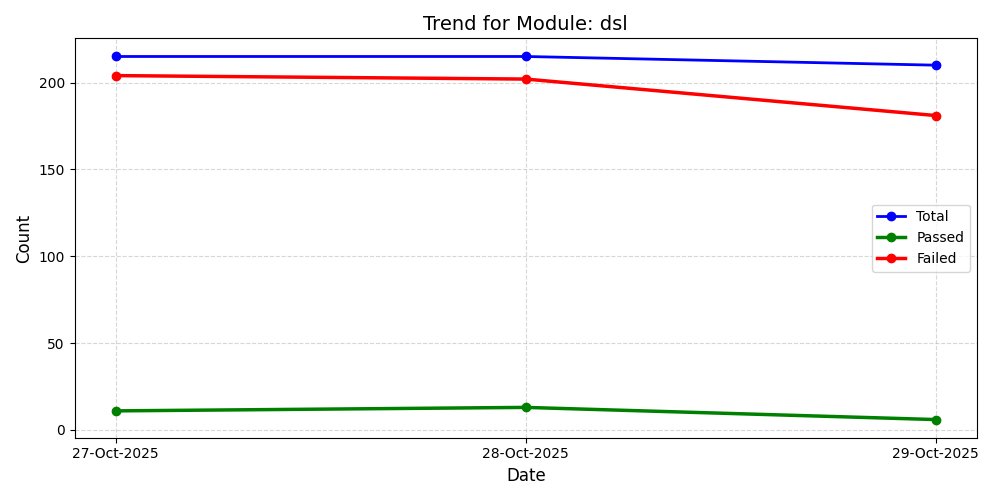 Trend for Module: dsl
Count
200
150
100
50
0
Total
Passed
Failed
27-Oct-2025
28-Oct-2025
29-Oct-2025
Date